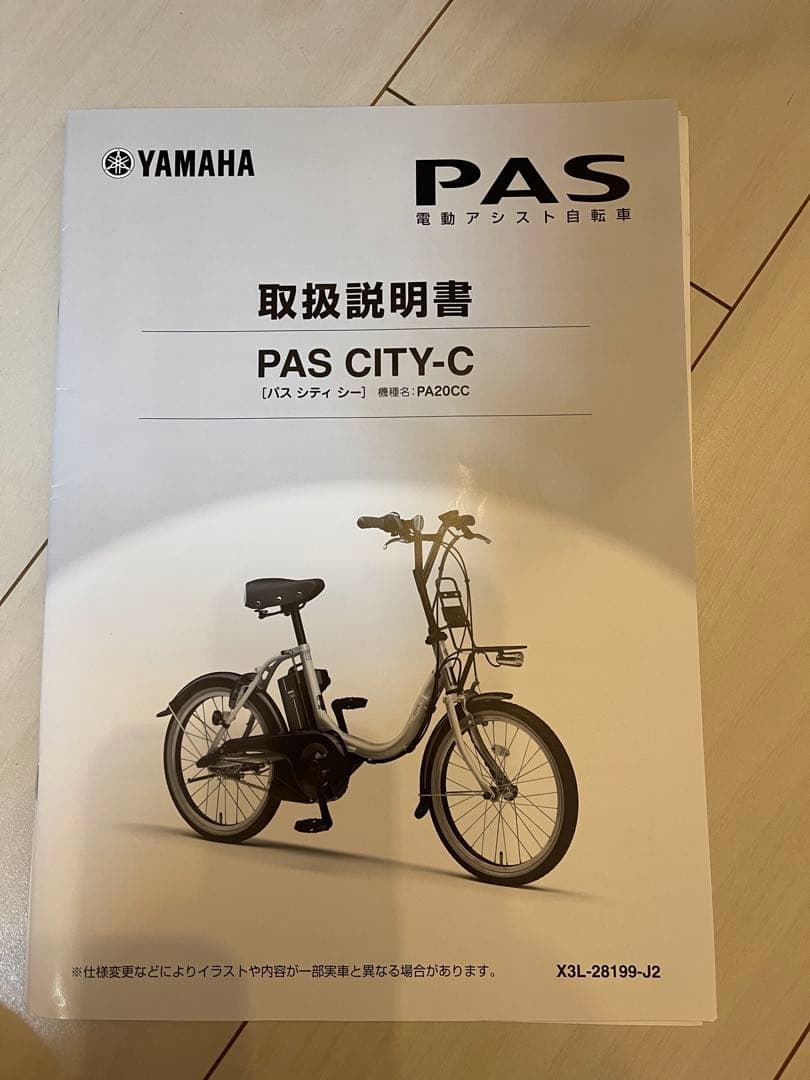 YAMAHA
PAS
電動アシスト自転車
取扱説明書
PAS CITY-C
[パス シティ シー] 機種名:PA20CC
※仕様変更などによりイラストや内容が一部実車と異なる場合があります。
X3L-28199-J2